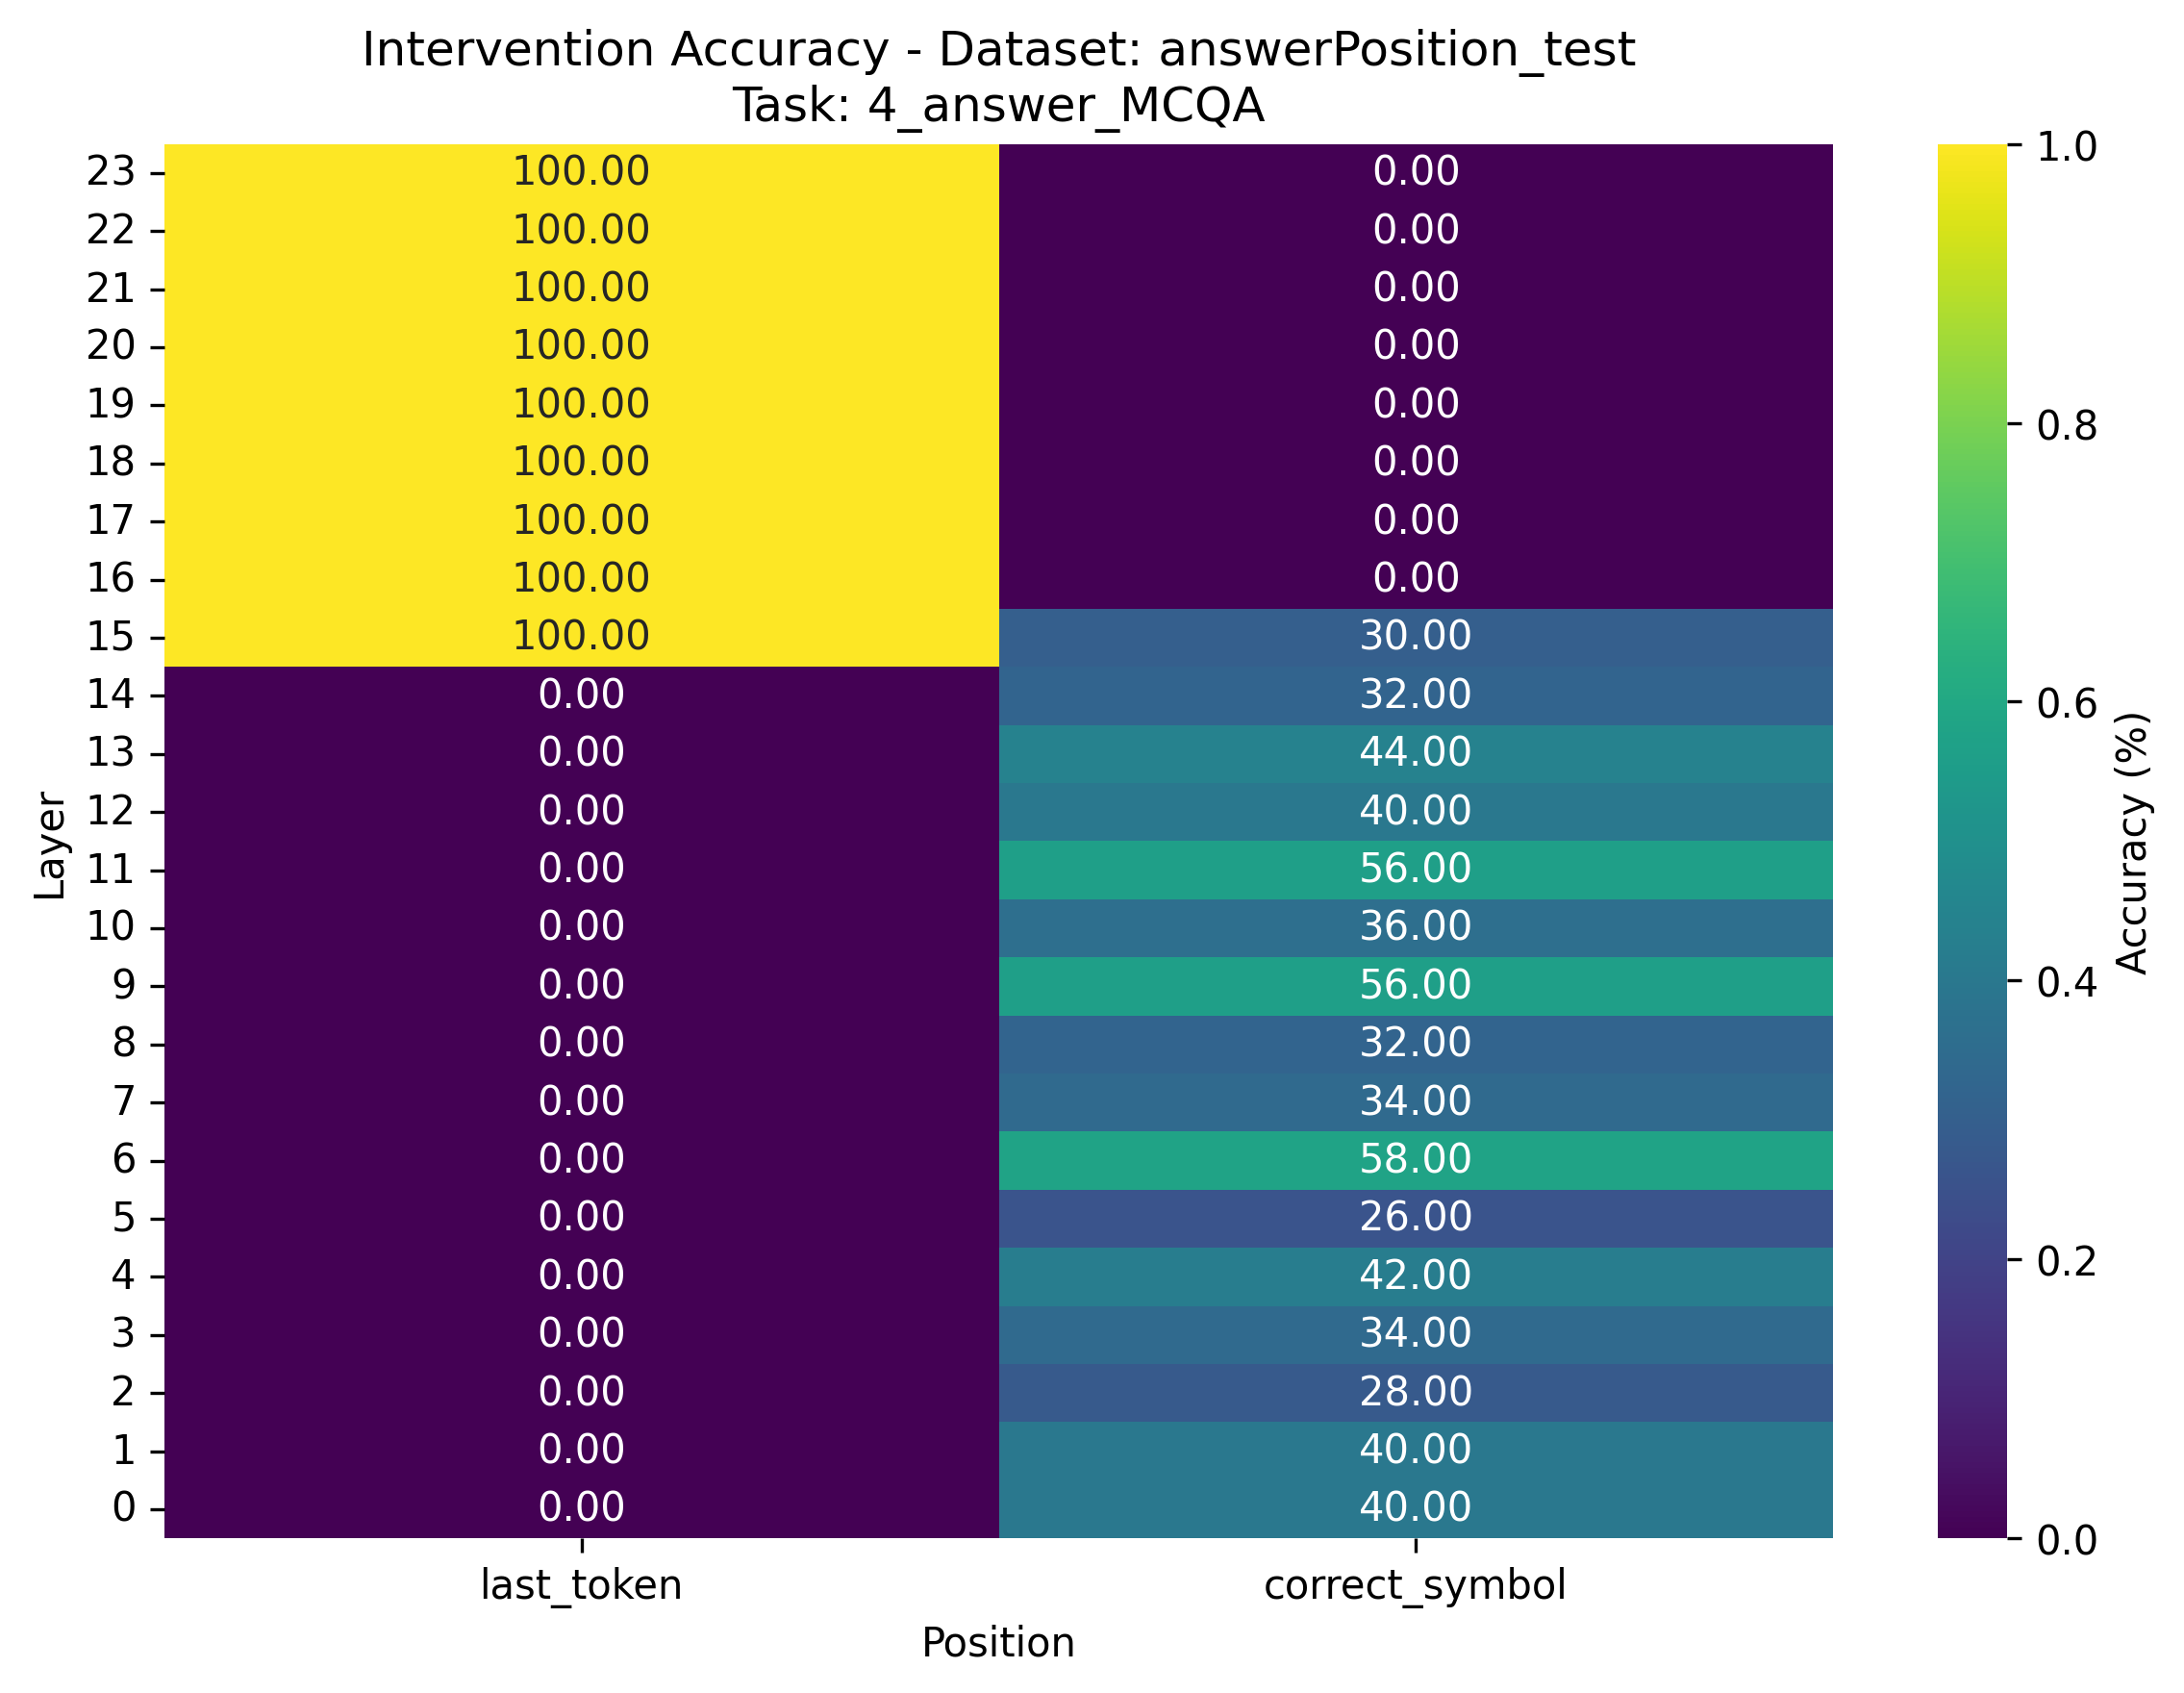 Intervention Accuracy - Dataset: answerPosition_test
Task: 4_answer_MCQA
23 100.00 0.00
22 100.00 0.00
21 100.00 0.00
20 100.00 0.00
19 100.00 0.00
18 100.00 0.00
17 100.00 0.00
16 100.00 0.00
15 100.00 30.00
14 0.00 32.00
13 0.00 44.00
12 0.00 40.00
11 0.00 56.00
10 0.00 36.00
9 0.00 56.00
8 0.00 32.00
7 0.00 34.00
6 0.00 58.00
5 0.00 26.00
4 0.00 42.00
3 0.00 34.00
2 0.00 28.00
1 0.00 40.00
0 0.00 40.00
last_token correct_symbol
Position
Layer
1.0
0.8
0.6
0.4
0.2
0.0
Accuracy (%)